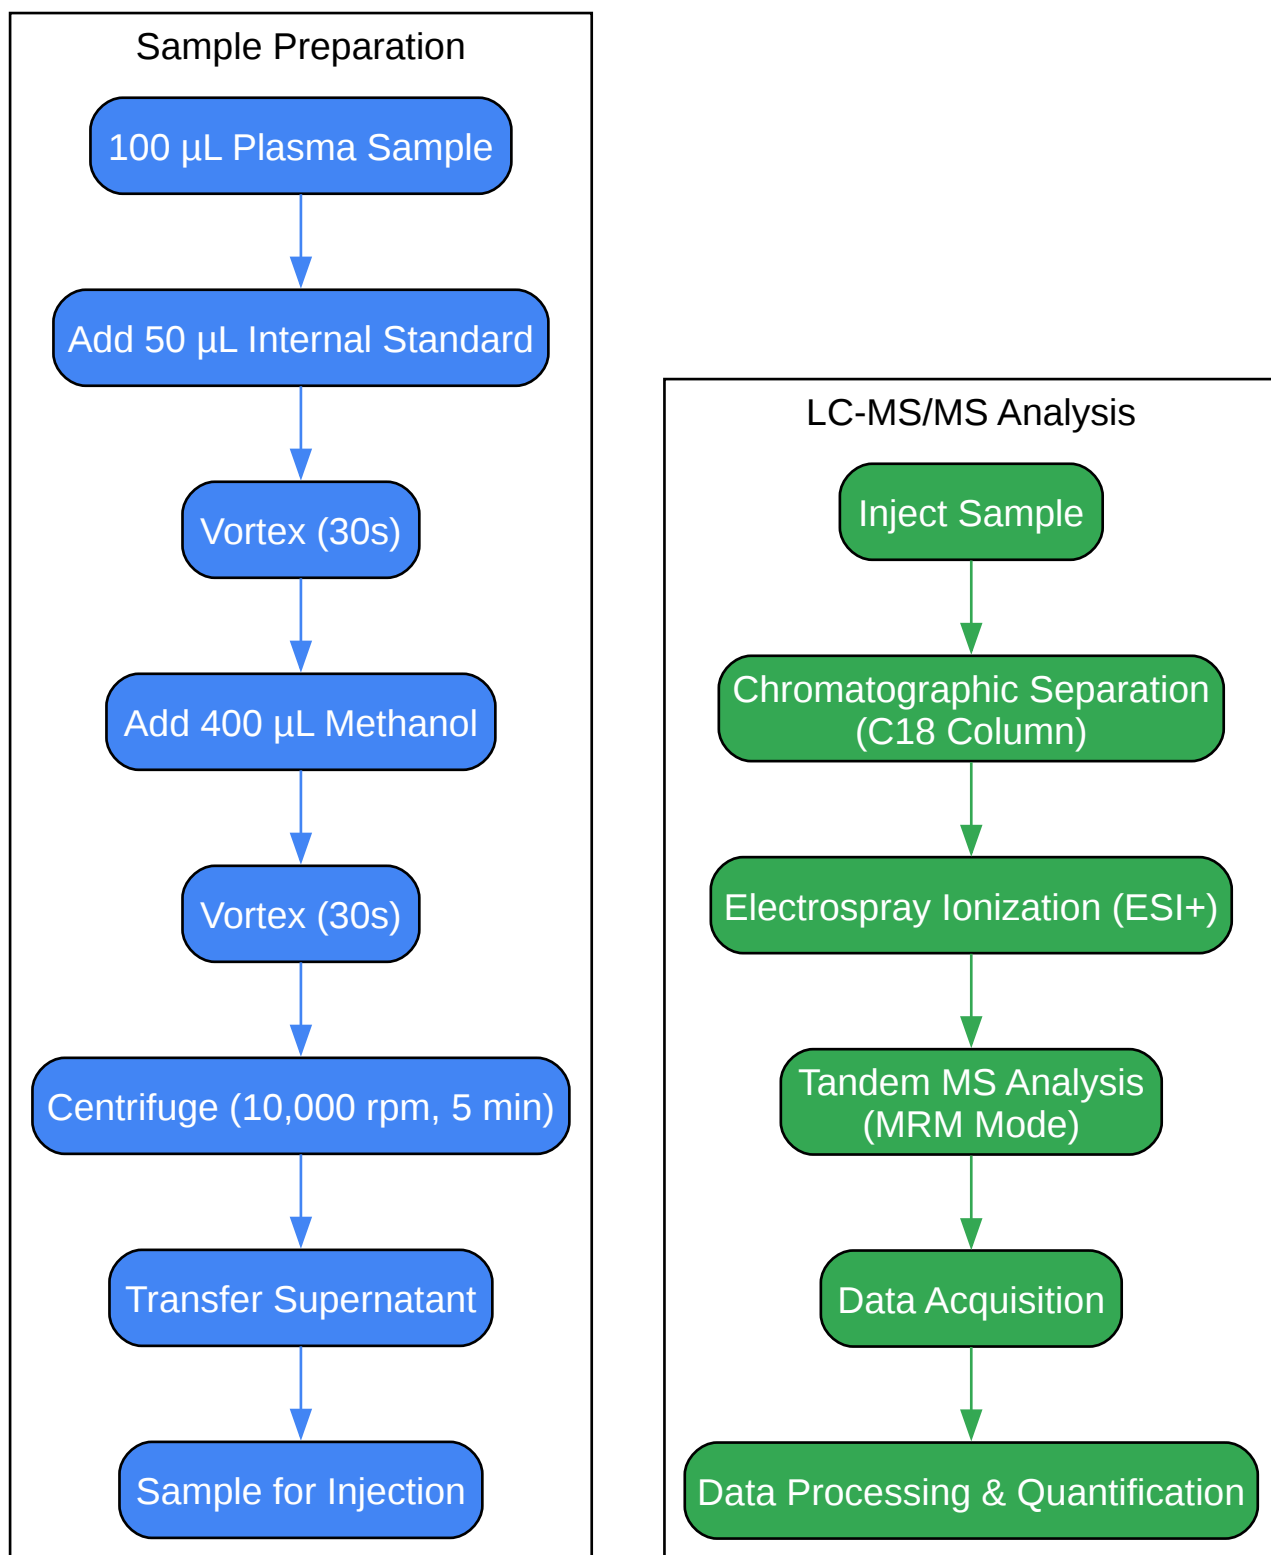 Sample Preparation
100 µL Plasma Sample
Add 50 µL Internal Standard
Vortex (30s)
Add 400 µL Methanol
Vortex (30s)
Centrifuge (10,000 rpm, 5 min)
Transfer Supernatant
Sample for Injection
LC-MS/MS Analysis
Inject Sample
Chromatographic Separation
(C18 Column)
Electrospray Ionization (ESI+)
Tandem MS Analysis
(MRM Mode)
Data Acquisition
Data Processing & Quantification